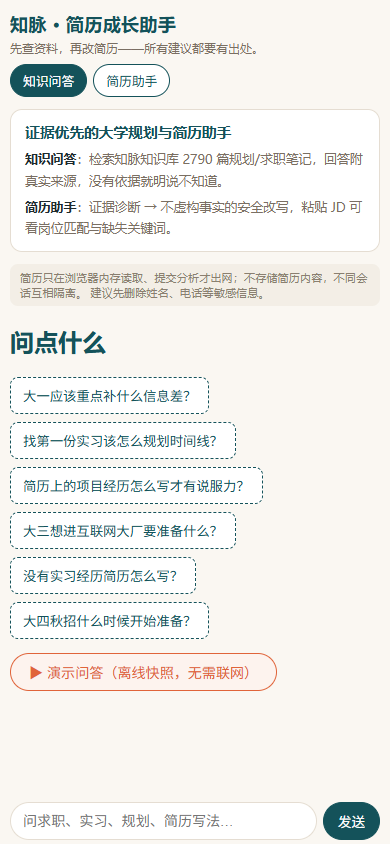 知脉·简历成长助手
先查资料，再改简历——所有建议都要有出处。
知识问答
简历助手
证据优先的大学规划与简历助手
知识问答：检索知脉知识库 2790 篇规划/求职笔记，回答附
真实来源，没有依据就明说不知道。
简历助手：证据诊断 → 不虚构事实的安全改写，粘贴 JD 可
看岗位匹配与缺失关键词。
简历只在浏览器内存读取、提交分析才出网；不存储简历内容，不同会
话互相隔离。 建议先删除姓名、电话等敏感信息。
问点什么
大一应该重点补什么信息差？
找第一份实习该怎么规划时间线？
简历上的项目经历怎么写才有说服力？
大三想进互联网大厂要准备什么？
没有实习经历简历怎么写？
大四秋招什么时候开始准备？
▶ 演示问答（离线快照，无需联网）
问求职、实习、规划、简历写法…
发送